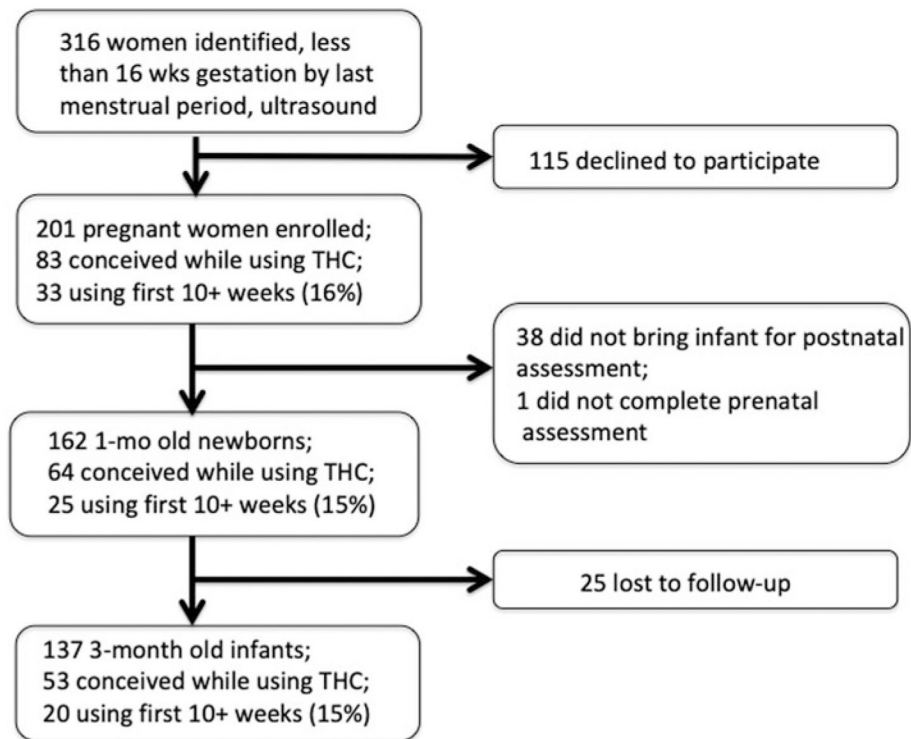 316 women identified, less
than 16 wks gestation by last
menstrual period, ultrasound
115 declined to participate
201 pregnant women enrolled;
83 conceived while using THC;
33 using first 10+ weeks (16%)
38 did not bring infant for postnatal
assessment;
1 did not complete prenatal
assessment
162 1-mo old newborns;
64 conceived while using THC;
25 using first 10+ weeks (15%)
25 lost to follow-up
137 3-month old infants;
53 conceived while using THC;
20 using first 10+ weeks (15%)